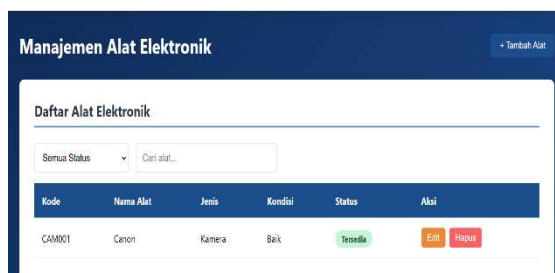 Manajemen Alat Elektronik
+ Tambah Alat
Daftar Alat Elektronik
Semua Status
Cari alat...
Kode Nama Alat Jenis Kondisi Status Aksi
CAM001 Canon Kamera Baik Tersedia Edit Hapus